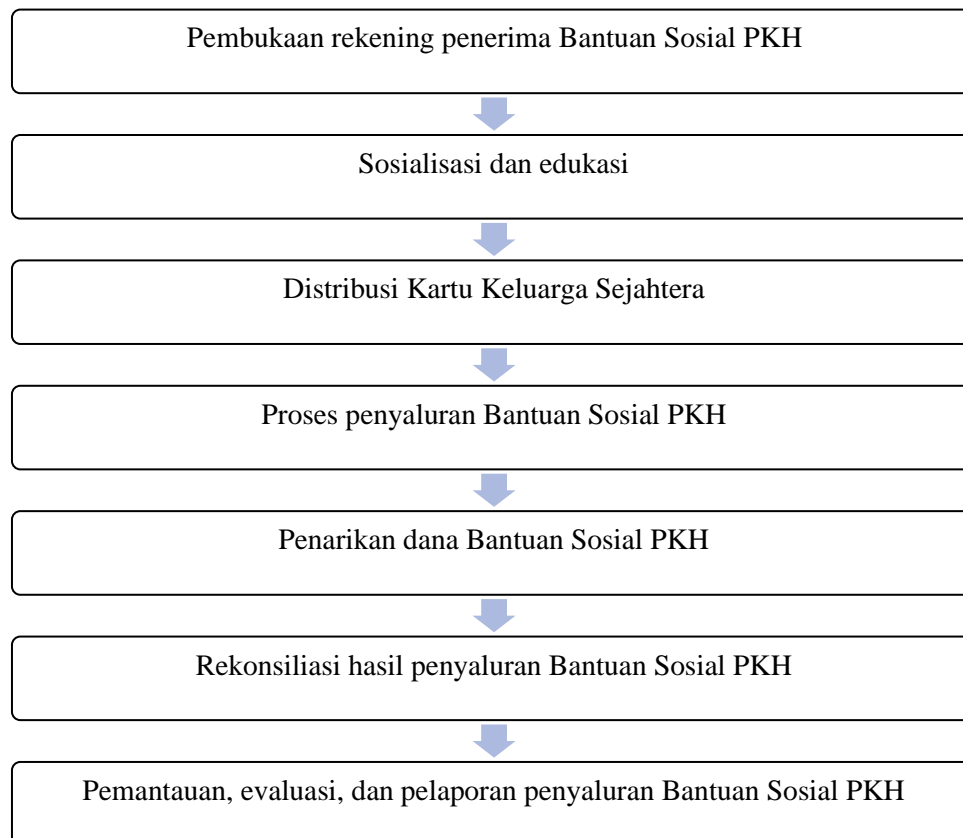 Pembukaan rekening penerima Bantuan Sosial PKH
Sosialisasi dan edukasi
Distribusi Kartu Keluarga Sejahtera
Proses penyaluran Bantuan Sosial PKH
Penarikan dana Bantuan Sosial PKH
Rekonsiliasi hasil penyaluran Bantuan Sosial PKH
Pemantauan, evaluasi, dan pelaporan penyaluran Bantuan Sosial PKH